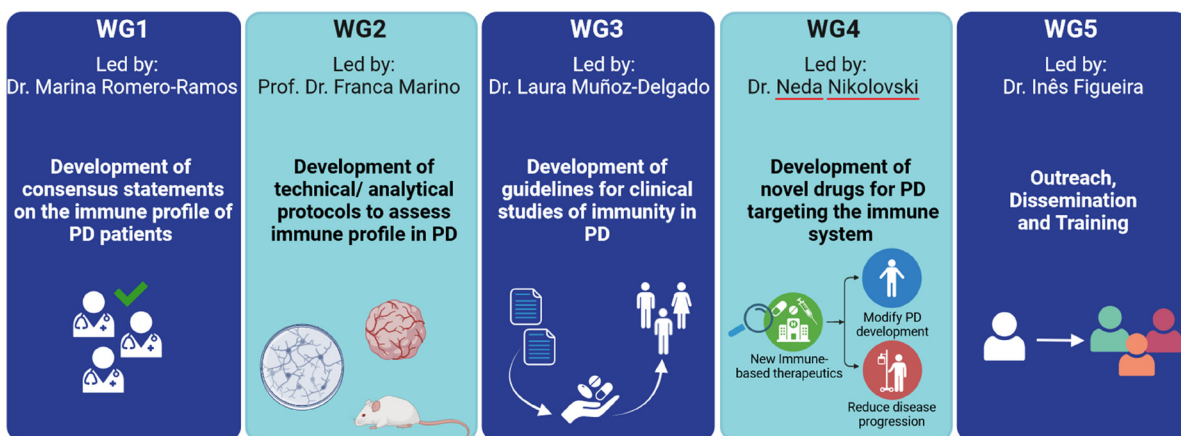 WG1
Led by:
Dr. Marina Romero-Ramos
Development of
consensus statements
on the immune profile of
PD patients
WG2
Led by:
Prof. Dr. Franca Marino
Development of
technical/ analytical
protocols to assess
immune profile in PD
WG3
Led by:
Dr. Laura Muñoz-Delgado
Development of
guidelines for clinical
studies of immunity in
PD
WG4
Led by:
Dr. Neda Nikolovski
Development of
novel drugs for PD
targeting the immune
system
New Immune-
based therapeutics
Modify PD
development
Reduce disease
progression
WG5
Led by:
Dr. Inês Figueira
Outreach,
Dissemination
and Training